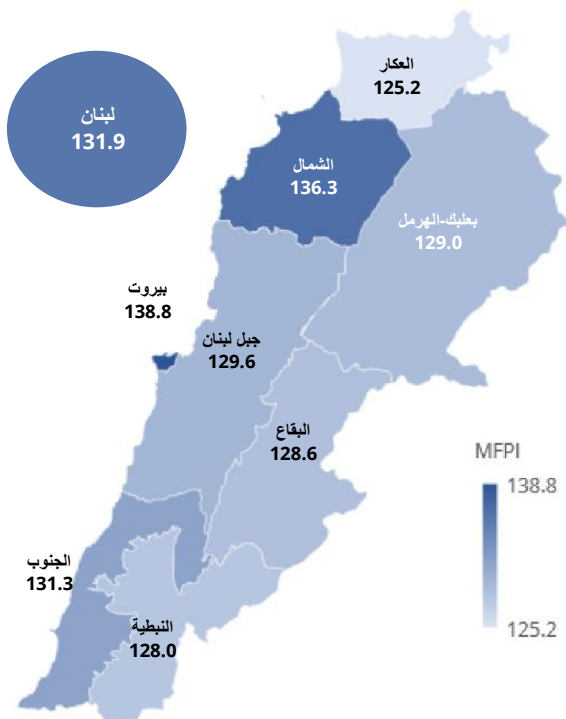 العكار
125.2
لبنان
131.9
الشمال
136.3
بعلبك-الهرمل
129.0
بيروت
138.8
جبل لبنان
129.6
البقاع
128.6
MFPI
138.8
125.2
الجنوب
131.3
النبطية
128.0